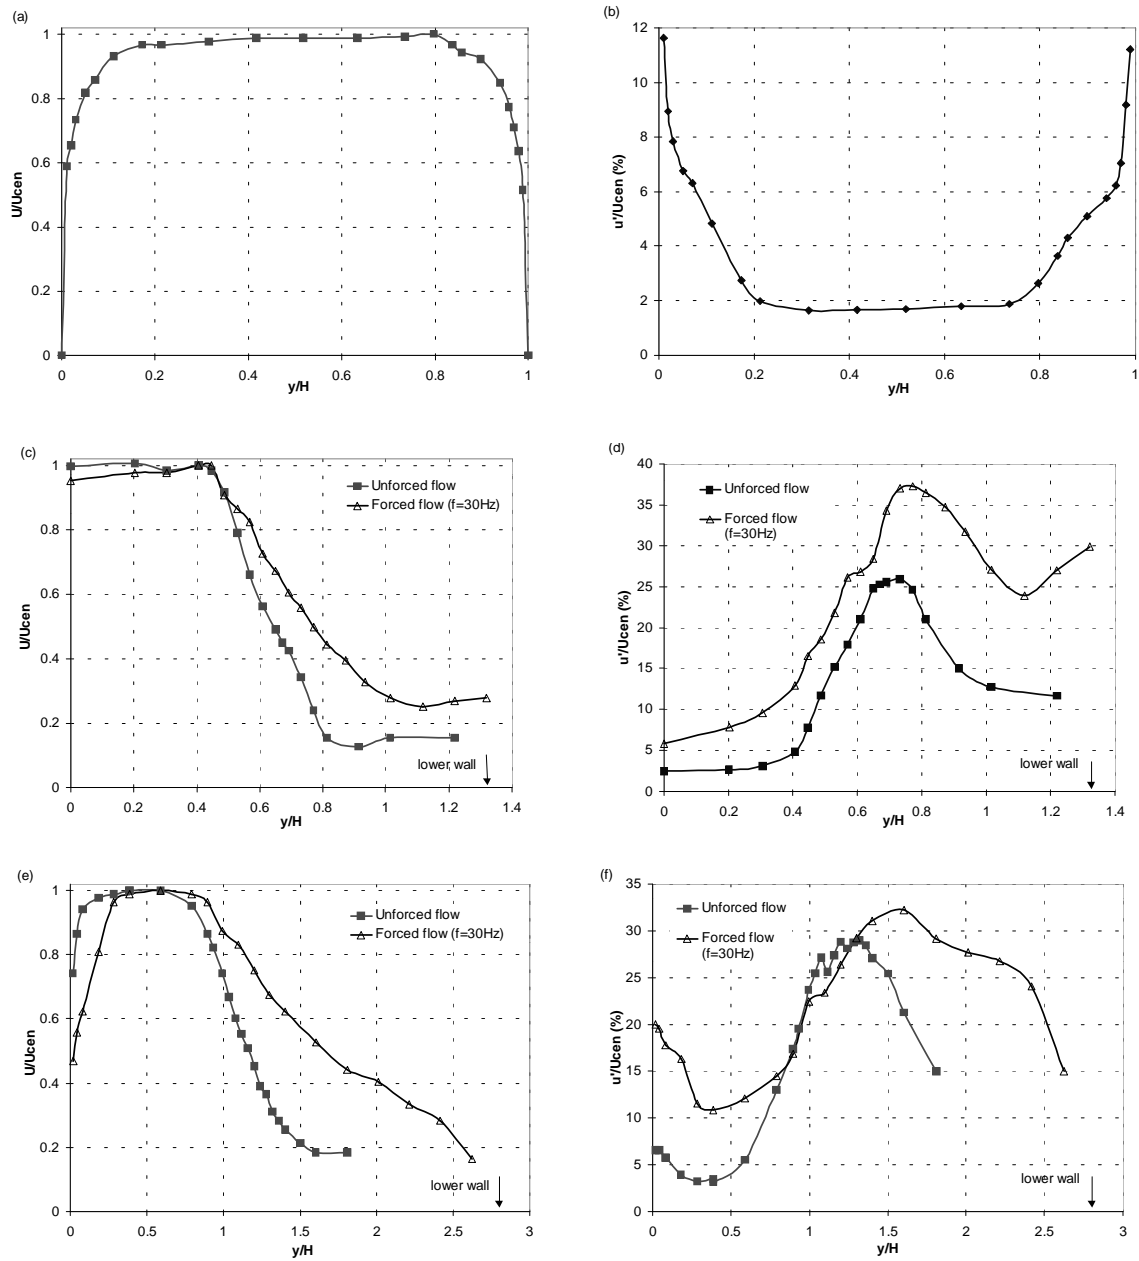 (a)
1
0.8
0.6
0.4
0.2
0
U/Ucen
0 0.2 0.4 0.6 0.8 1
y/H
(b)
12
10
8
6
4
2
0
u'/Ucen (%)
0 0.2 0.4 0.6 0.8 1
y/H
(c)
1
0.8
0.6
0.4
0.2
0
U/Ucen
Unforced flow
Forced flow (f=30Hz)
lower wall
0 0.2 0.4 0.6 0.8 1 1.2 1.4
y/H
(d)
40
35
30
25
20
15
10
5
0
u'/Ucen (%)
Unforced flow
Forced flow
(f=30Hz)
lower wall
0 0.2 0.4 0.6 0.8 1 1.2 1.4
y/H
(e)
1
0.8
0.6
0.4
0.2
0
U/Ucen
Unforced flow
Forced flow (f=30Hz)
lower wall
0 0.5 1 1.5 2 2.5 3
y/H
(f)
35
30
25
20
15
10
5
0
u'/Ucen (%)
Unforced flow
Forced flow
(f=30Hz)
lower wall
0 0.5 1 1.5 2 2.5 3
y/H